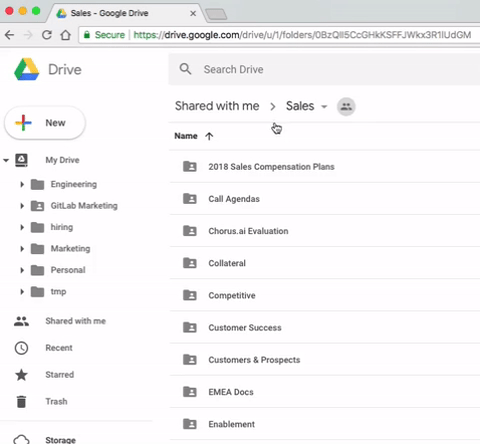 Sales - Google Drive
Secure
https://drive.google.com/drive/u/1/folders/0BzQIl5CcGHkKSFFJWkx3R1lUdGM
Drive
Search Drive
New
Shared with me
Sales
Name
My Drive
Engineering
GitLab Marketing
hiring
Marketing
Personal
tmp
Shared with me
Recent
Starred
Trash
Storage
2018 Sales Compensation Plans
Call Agendas
Chorus.ai Evaluation
Collateral
Competitive
Customer Success
Customers & Prospects
EMEA Docs
Enablement